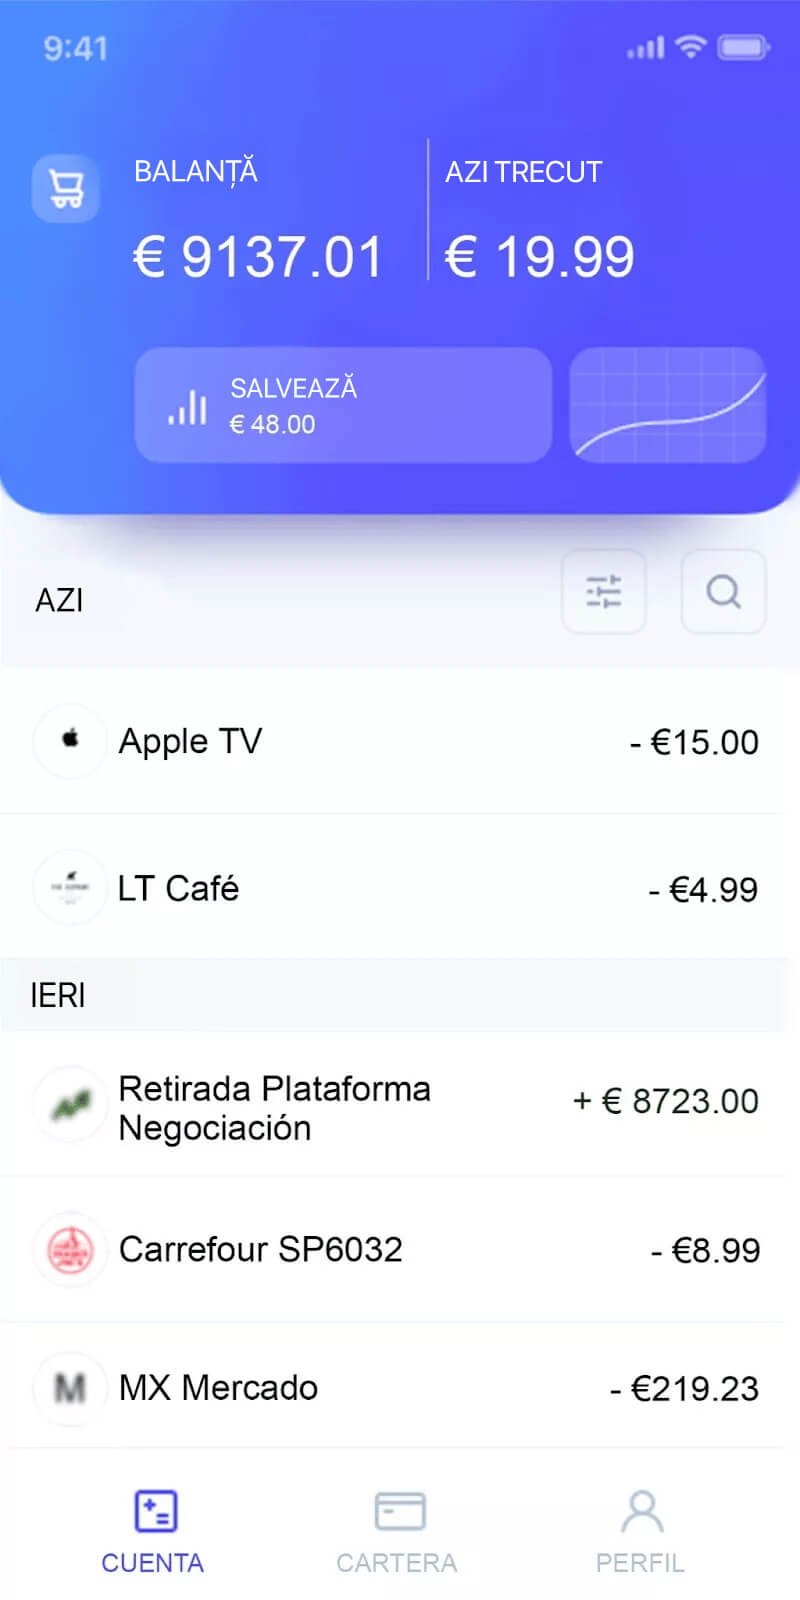 9:41
BALANȚĂ
AZI TRECUT
€ 9137.01
€ 19.99
SALVEAZĂ
€ 48.00
AZI
Apple TV
- €15.00
LT Café
- €4.99
IERI
Retirada Plataforma
Negociación
+ € 8723.00
Carrefour SP6032
- €8.99
M
MX Mercado
- €219.23
CUENTA
CARTERA
PERFIL